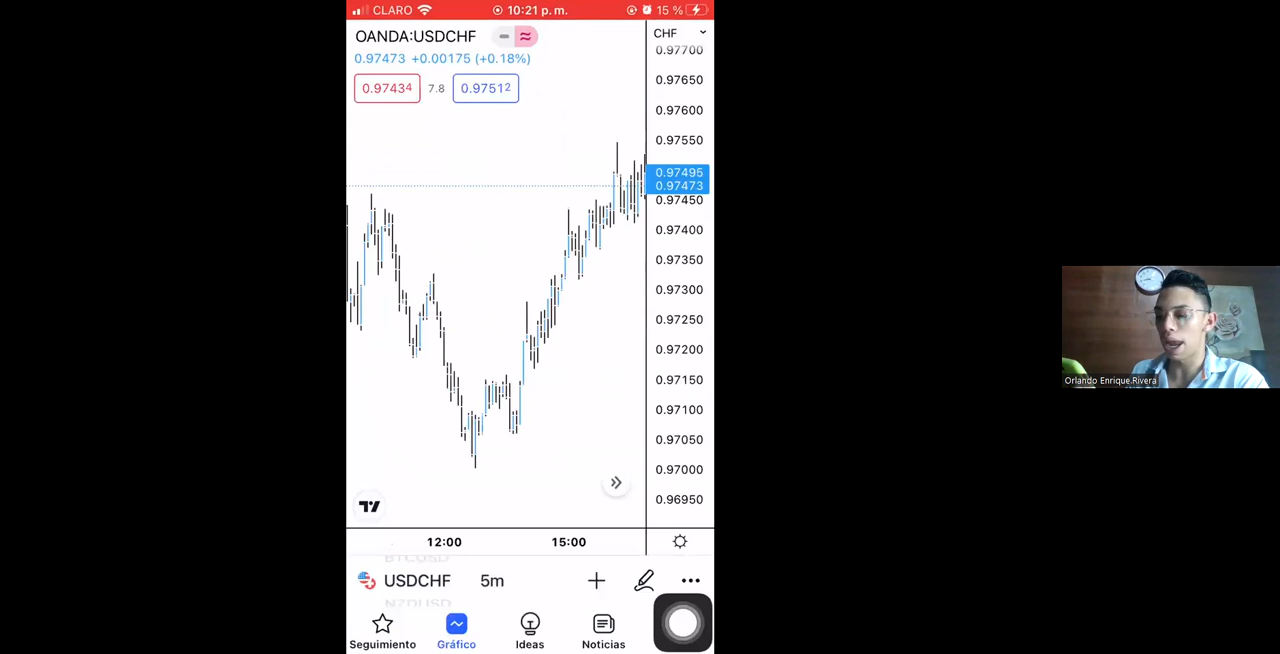 CLARO 10:21 p. m. 15 %
OANDA:USDCHF
CHF
0.97473 +0.00175 (+0.18%)
0.97434 7.8 0.97512
0.97700
0.97650
0.97600
0.97550
0.97495
0.97473
0.97450
0.97400
0.97350
0.97300
0.97250
0.97200
0.97150
0.97100
0.97050
0.97000
0.96950
12:00 15:00
BTCUSD
USDCHF 5m
NZDUSD
Seguimiento Gráfico Ideas Noticias
Orlando Enrique Rivera